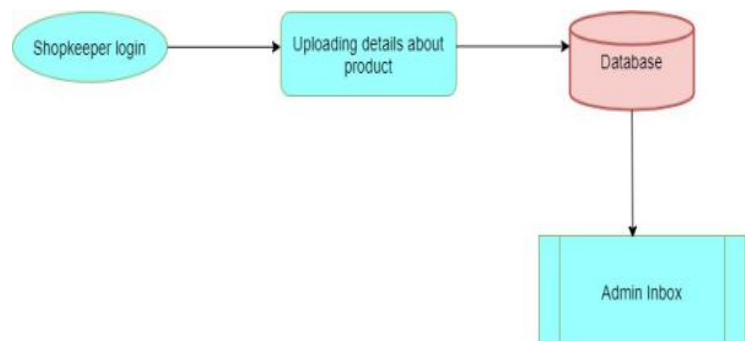 Shopkeeper login
Uploading details about
product
Database
Admin Inbox